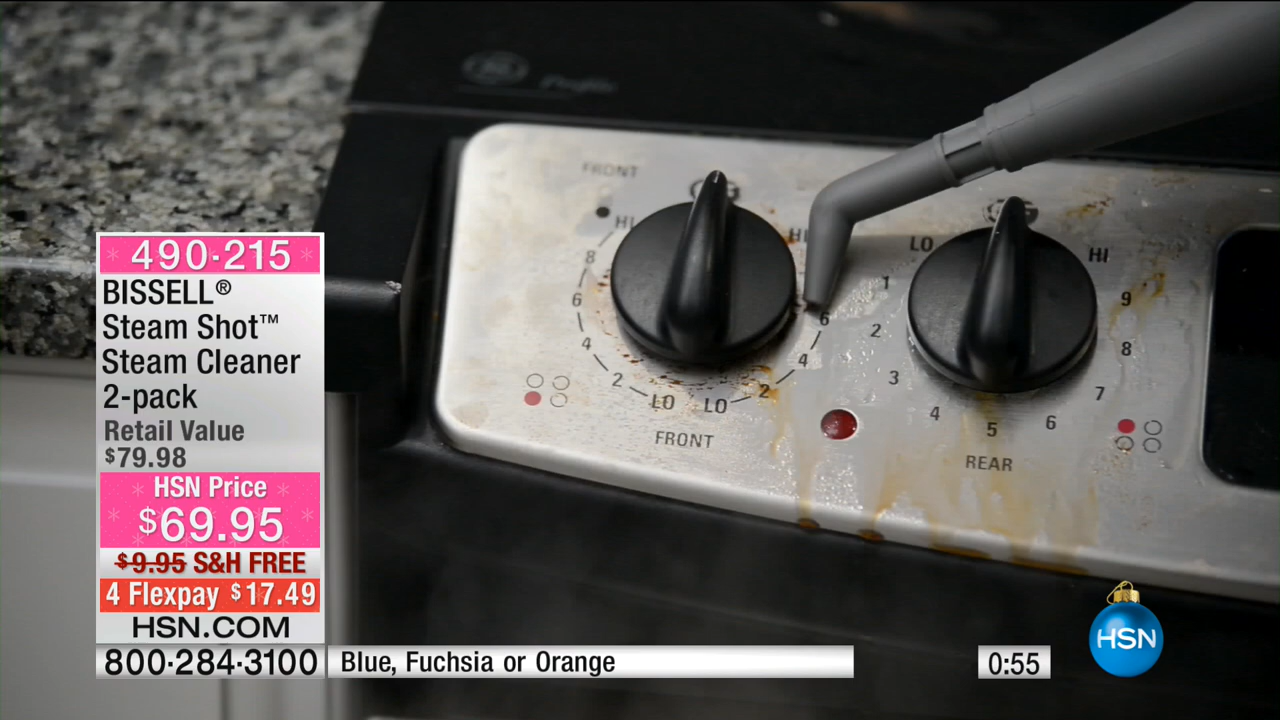 490·215
BISSELL®
Steam Shot™
Steam Cleaner
2-pack
Retail Value
$79.98
HSN Price
$69.95
$9.95 S&H FREE
4 Flexpay $17.49
HSN.COM
800·284·3100
Blue, Fuchsia or Orange
0:55
HSN
FRONT
HI
8
6
4
2
LO
LO
2
4
6
HI
FRONT
LO
1
2
3
4
5
6
7
8
9
HI
REAR